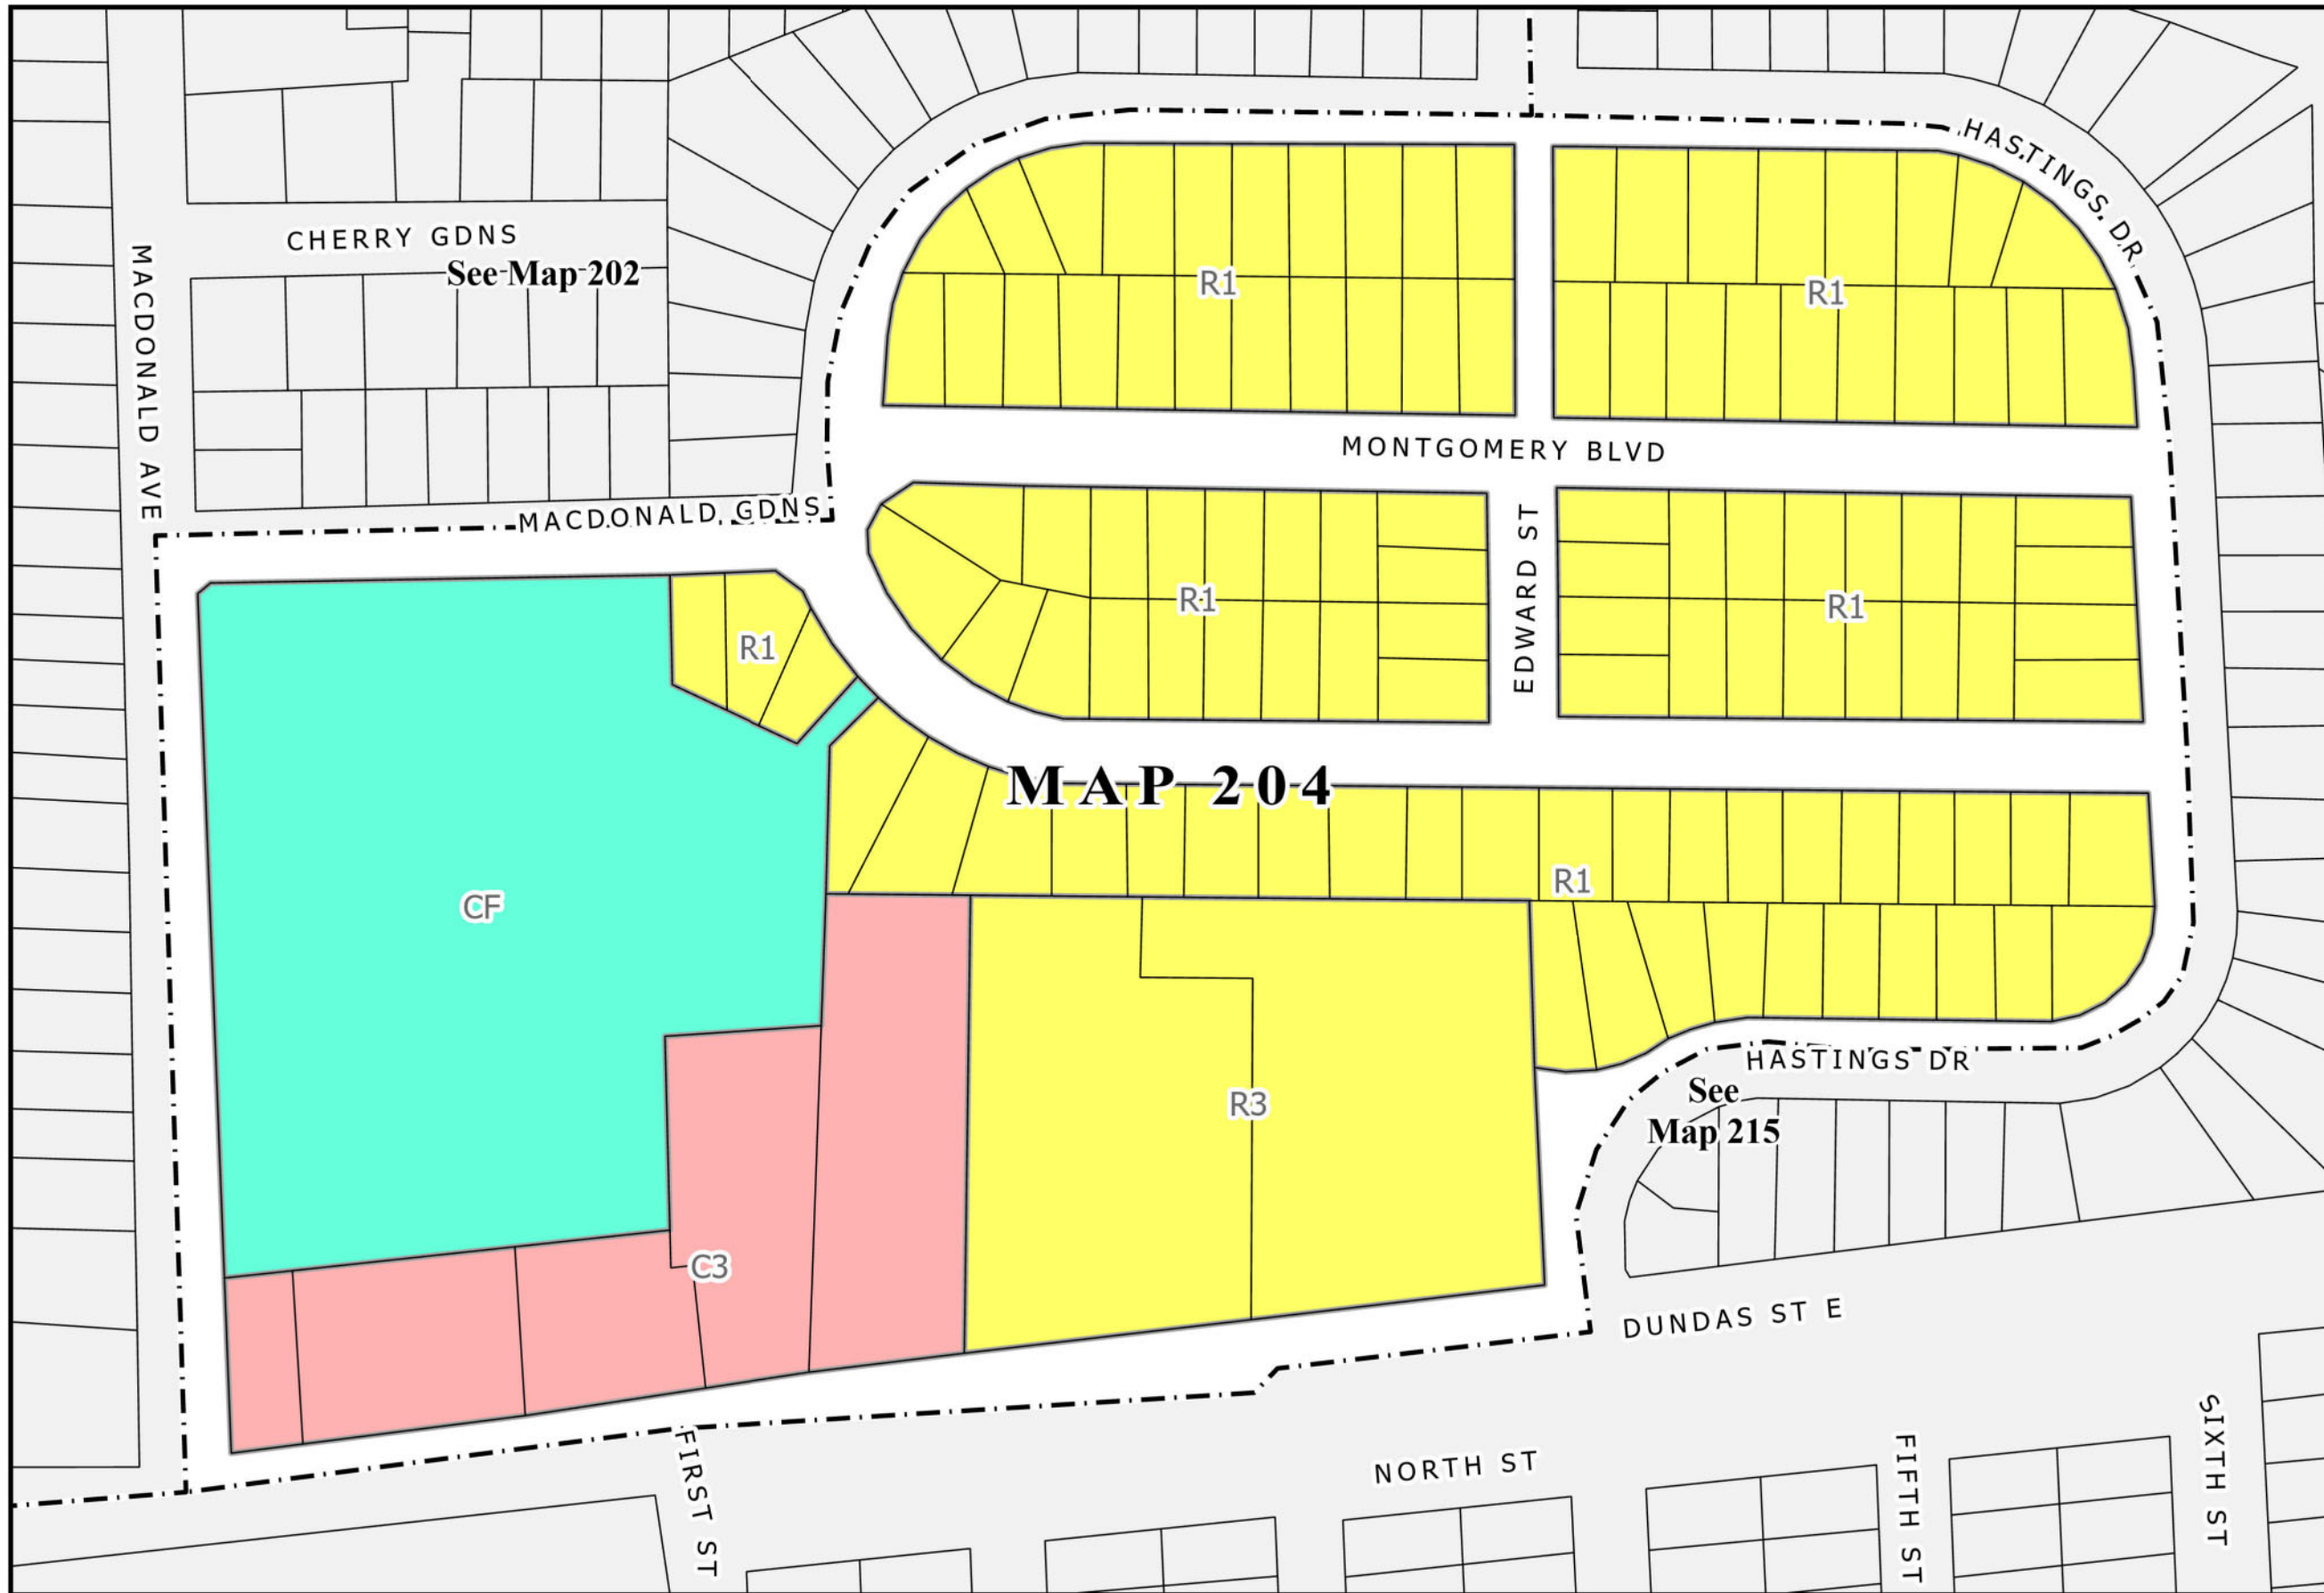 HASTINGS DR
CHERRY GDNS
See Map 202
MACDONALD AVE
R1
R1
MONTGOMERY BLVD
MACDONALD GDNS
EDWARD ST
R1
R1
R1
MAP 204
R1
CF
R3
HASTINGS DR
See
Map 215
C3
DUNDAS ST E
NORTH ST
FIRST ST
FIFTH ST
SIXTH ST